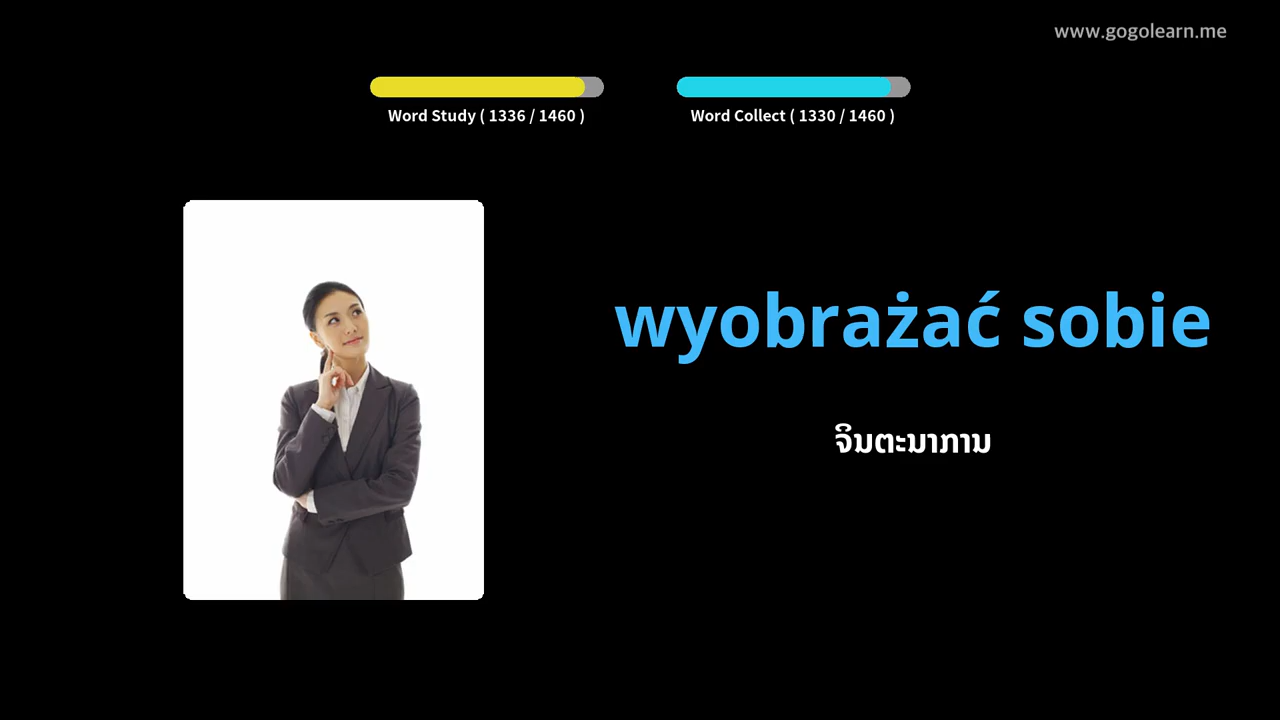 www.gogolearn.me
Word Study ( 1336 / 1460 )
Word Collect ( 1330 / 1460 )
wyobrażać sobie
ຈິນຕະນາການ